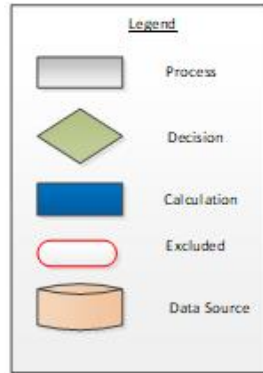 Legend
Process
Decision
Calculation
Excluded
Data Source